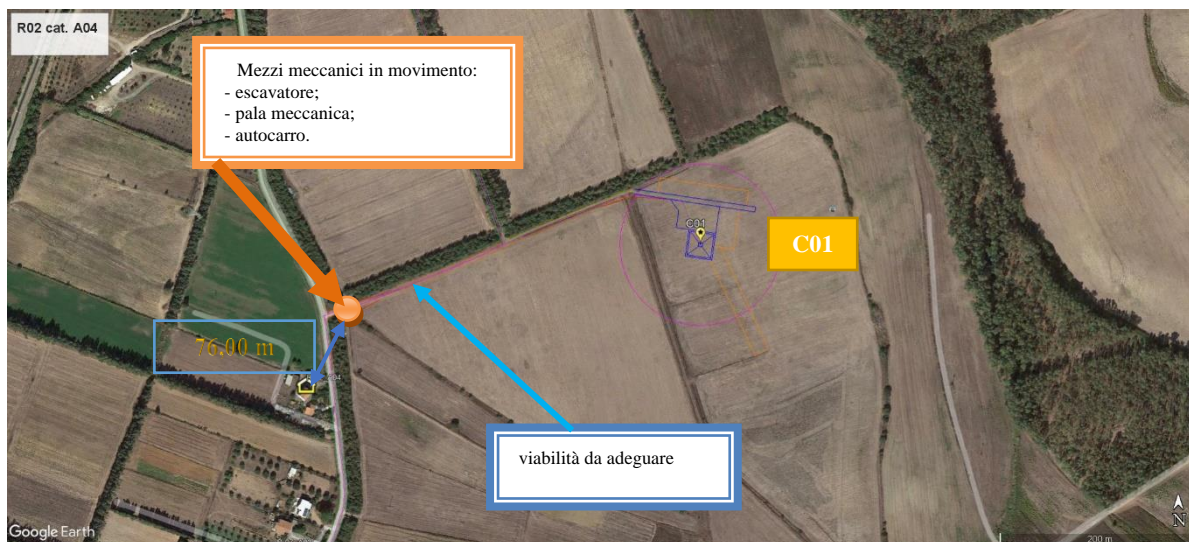 R02 cat. A04
Mezzi meccanici in movimento:
- escavatore;
- pala meccanica;
- autocarro.
C01
C01
76.00 m
viabilità da adeguare
Google Earth
N
200 m